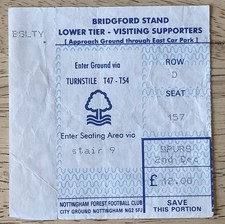 BRIDGFORD STAND
LOWER TIER - VISITING SUPPORTERS
[ Approach Ground through East Car Park ]
BSLTY
Enter Ground via
TURNSTILE T47 - T54
ROW
D
SEAT
157
Enter Seating Area via
stair 9
SPURS
2nd Dec
£ 12.00
NOTTINGHAM FOREST FOOTBALL CLUB
CITY GROUND NOTTINGHAM NG2 5FJ
SAVE
THIS PORTION